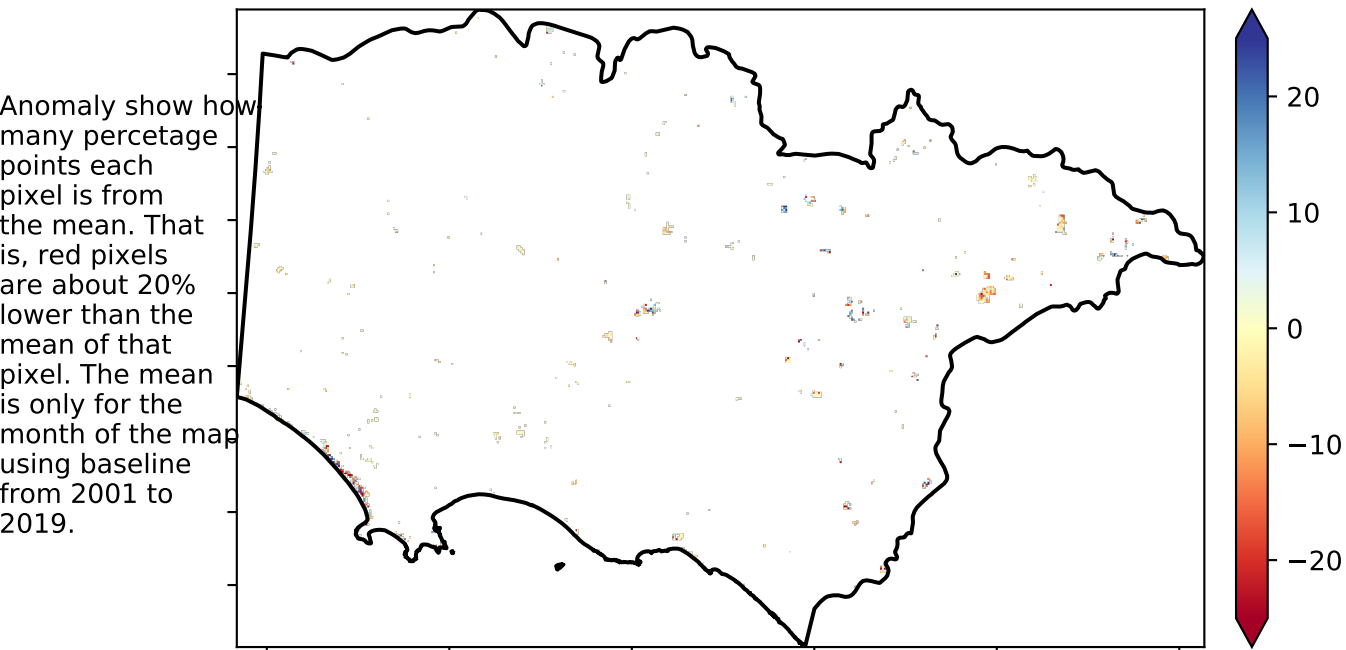 Anomaly show how
many percetage
points each
pixel is from
the mean. That
is, red pixels
are about 20%
lower than the
mean of that
pixel. The mean
is only for the
month of the map
using baseline
from 2001 to
2019.
20
10
0
−10
−20